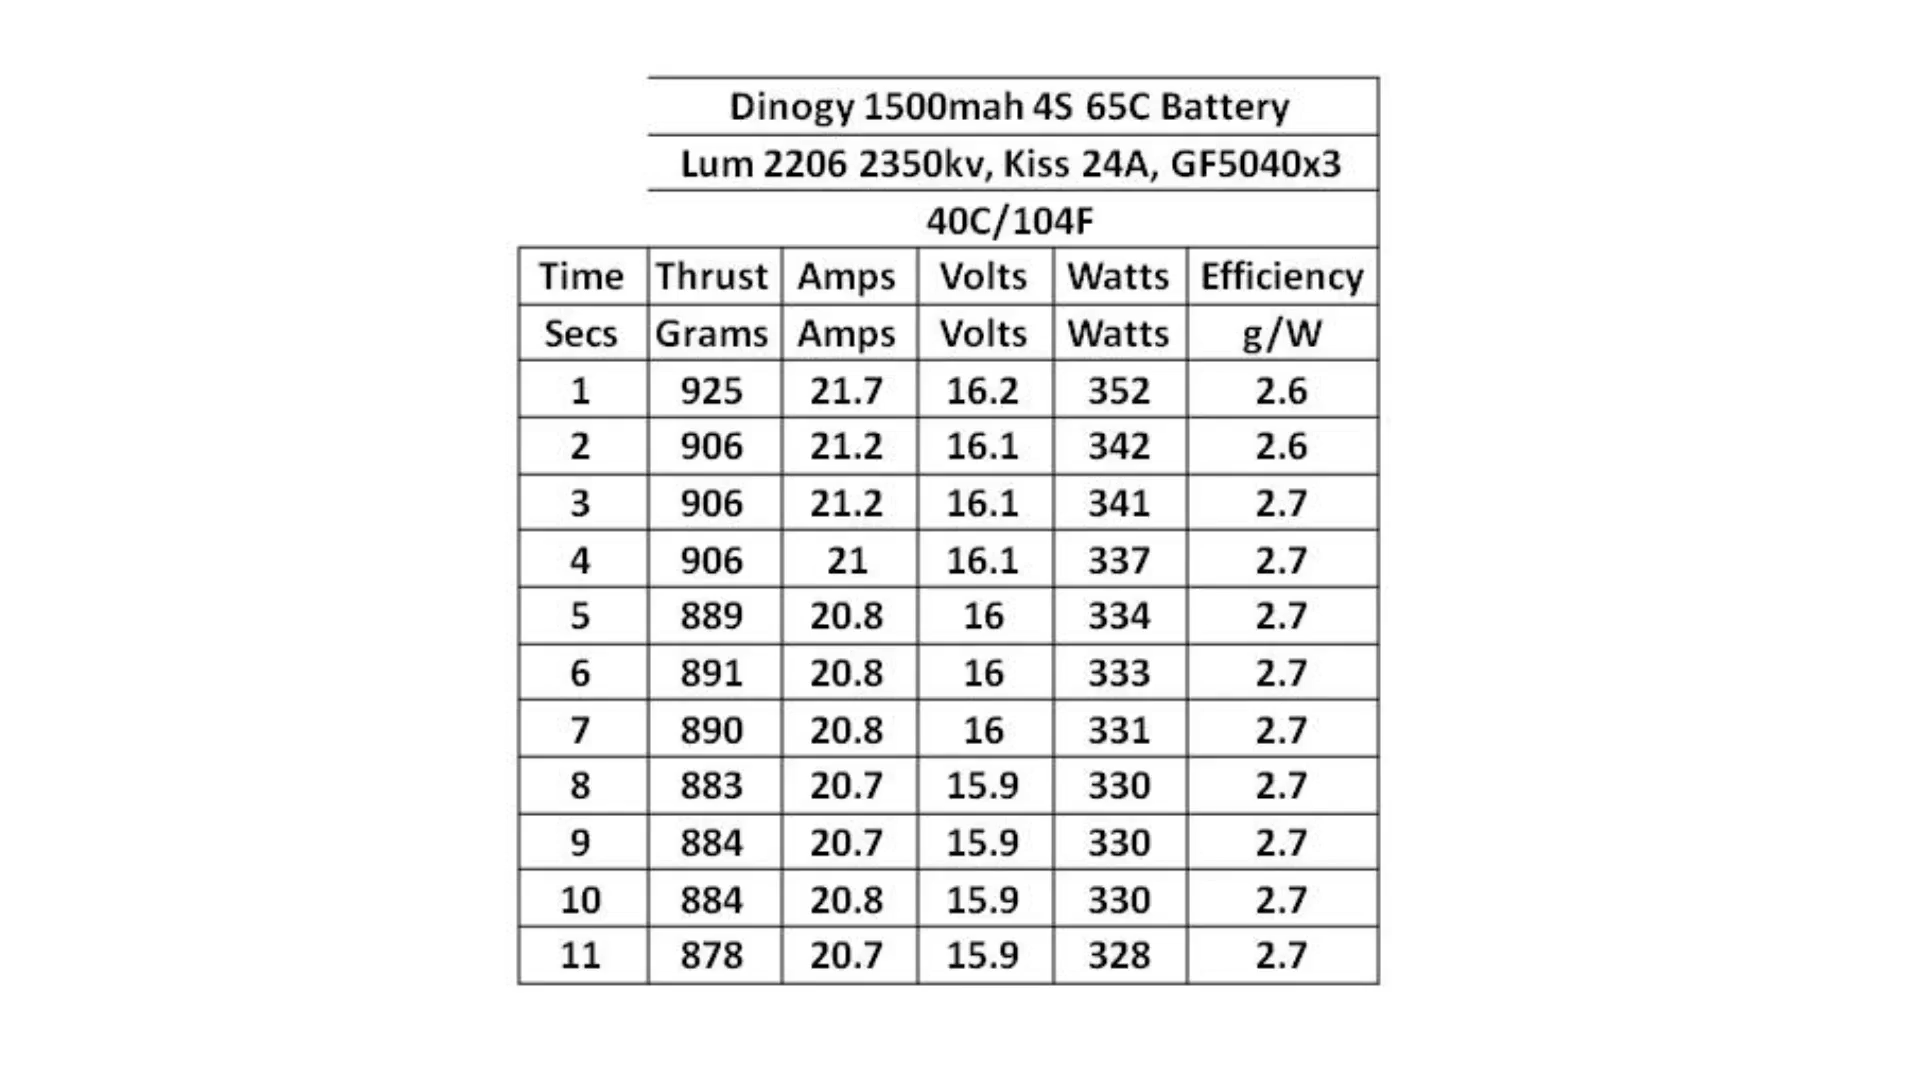 Dinogy 1500mah 4S 65C Battery
Lum 2206 2350kv, Kiss 24A, GF5040x3
40C/104F
Time Thrust Amps Volts Watts Efficiency
Secs Grams Amps Volts Watts g/W
1 925 21.7 16.2 352 2.6
2 906 21.2 16.1 342 2.6
3 906 21.2 16.1 341 2.7
4 906 21 16.1 337 2.7
5 889 20.8 16 334 2.7
6 891 20.8 16 333 2.7
7 890 20.8 16 331 2.7
8 883 20.7 15.9 330 2.7
9 884 20.7 15.9 330 2.7
10 884 20.8 15.9 330 2.7
11 878 20.7 15.9 328 2.7